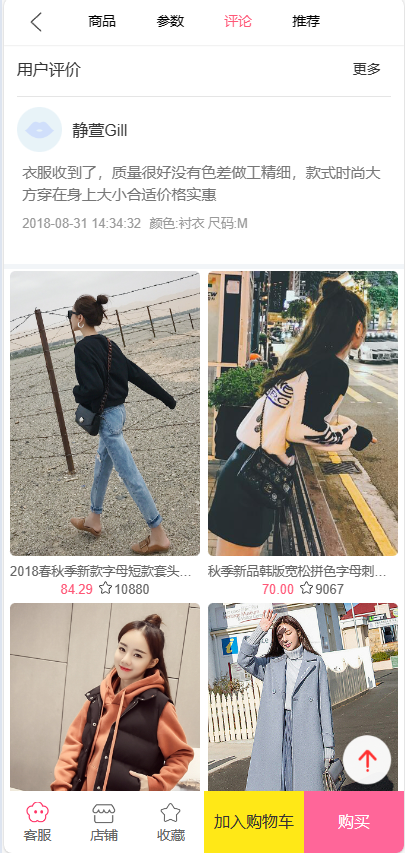 商品 参数 评论 推荐
用户评价 更多
静萱Gill
衣服收到了，质量很好没有色差做工精细，款式时尚大
方穿在身上大小合适价格实惠
2018-08-31 14:34:32 颜色:衬衣 尺码:M
2018春秋季新款字母短款套头...
84.29 10880
秋季新品韩版宽松拼色字母刺...
70.00 9067
客服 店铺 收藏 加入购物车 购买